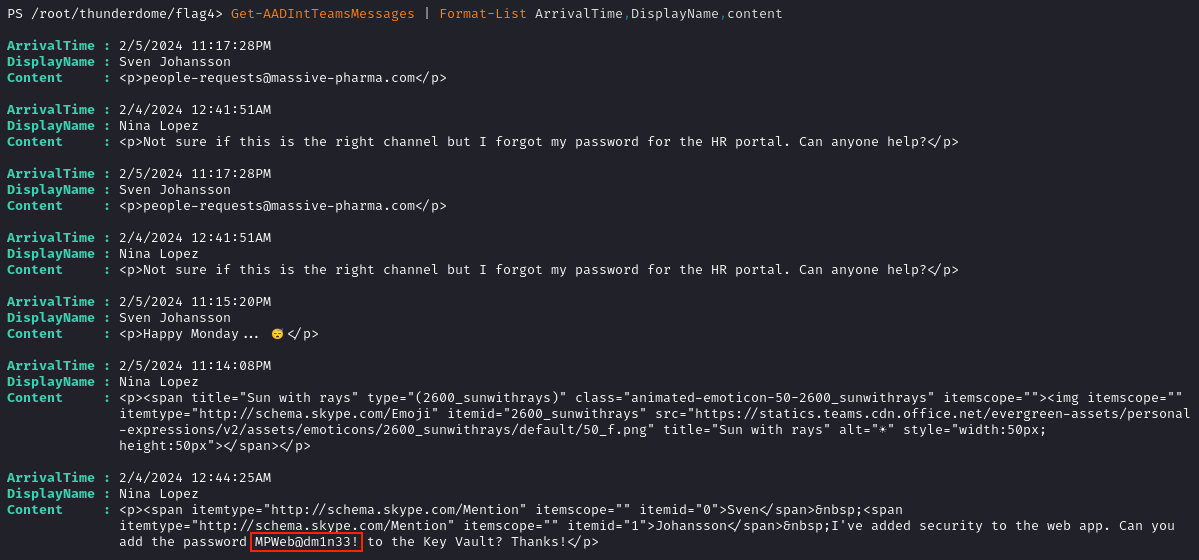 PS /root/thunderdome/flag4> Get-AADIntTeamsMessages | Format-List ArrivalTime,DisplayName,content
ArrivalTime : 2/5/2024 11:17:28PM
DisplayName : Sven Johansson
Content     : <p>people-requests@massive-pharma.com</p>
ArrivalTime : 2/4/2024 12:41:51AM
DisplayName : Nina Lopez
Content     : <p>Not sure if this is the right channel but I forgot my password for the HR portal. Can anyone help?</p>
ArrivalTime : 2/5/2024 11:17:28PM
DisplayName : Sven Johansson
Content     : <p>people-requests@massive-pharma.com</p>
ArrivalTime : 2/4/2024 12:41:51AM
DisplayName : Nina Lopez
Content     : <p>Not sure if this is the right channel but I forgot my password for the HR portal. Can anyone help?</p>
ArrivalTime : 2/5/2024 11:15:20PM
DisplayName : Sven Johansson
Content     : <p>Happy Monday... 😴</p>
ArrivalTime : 2/5/2024 11:14:08PM
DisplayName : Nina Lopez
Content     : <p><span title="Sun with rays" type="(2600_sunwithrays)" class="animated-emoticon-50-2600_sunwithrays" itemscope=""><img itemscope=""
itemtype="http://schema.skype.com/Emoji" itemid="2600_sunwithrays" src="https://statics.teams.cdn.office.net/evergreen-assets/personal
-expressions/v2/assets/emoticons/2600_sunwithrays/default/50_f.png" title="Sun with rays" alt="☀" style="width:50px;
height:50px"></span></p>
ArrivalTime : 2/4/2024 12:44:25AM
DisplayName : Nina Lopez
Content     : <p><span itemtype="http://schema.skype.com/Mention" itemscope="" itemid="0">Sven</span>&nbsp;<span
itemtype="http://schema.skype.com/Mention" itemscope="" itemid="1">Johansson</span>&nbsp;I've added security to the web app. Can you
add the password MPWeb@dm1n33! to the Key Vault? Thanks!</p>